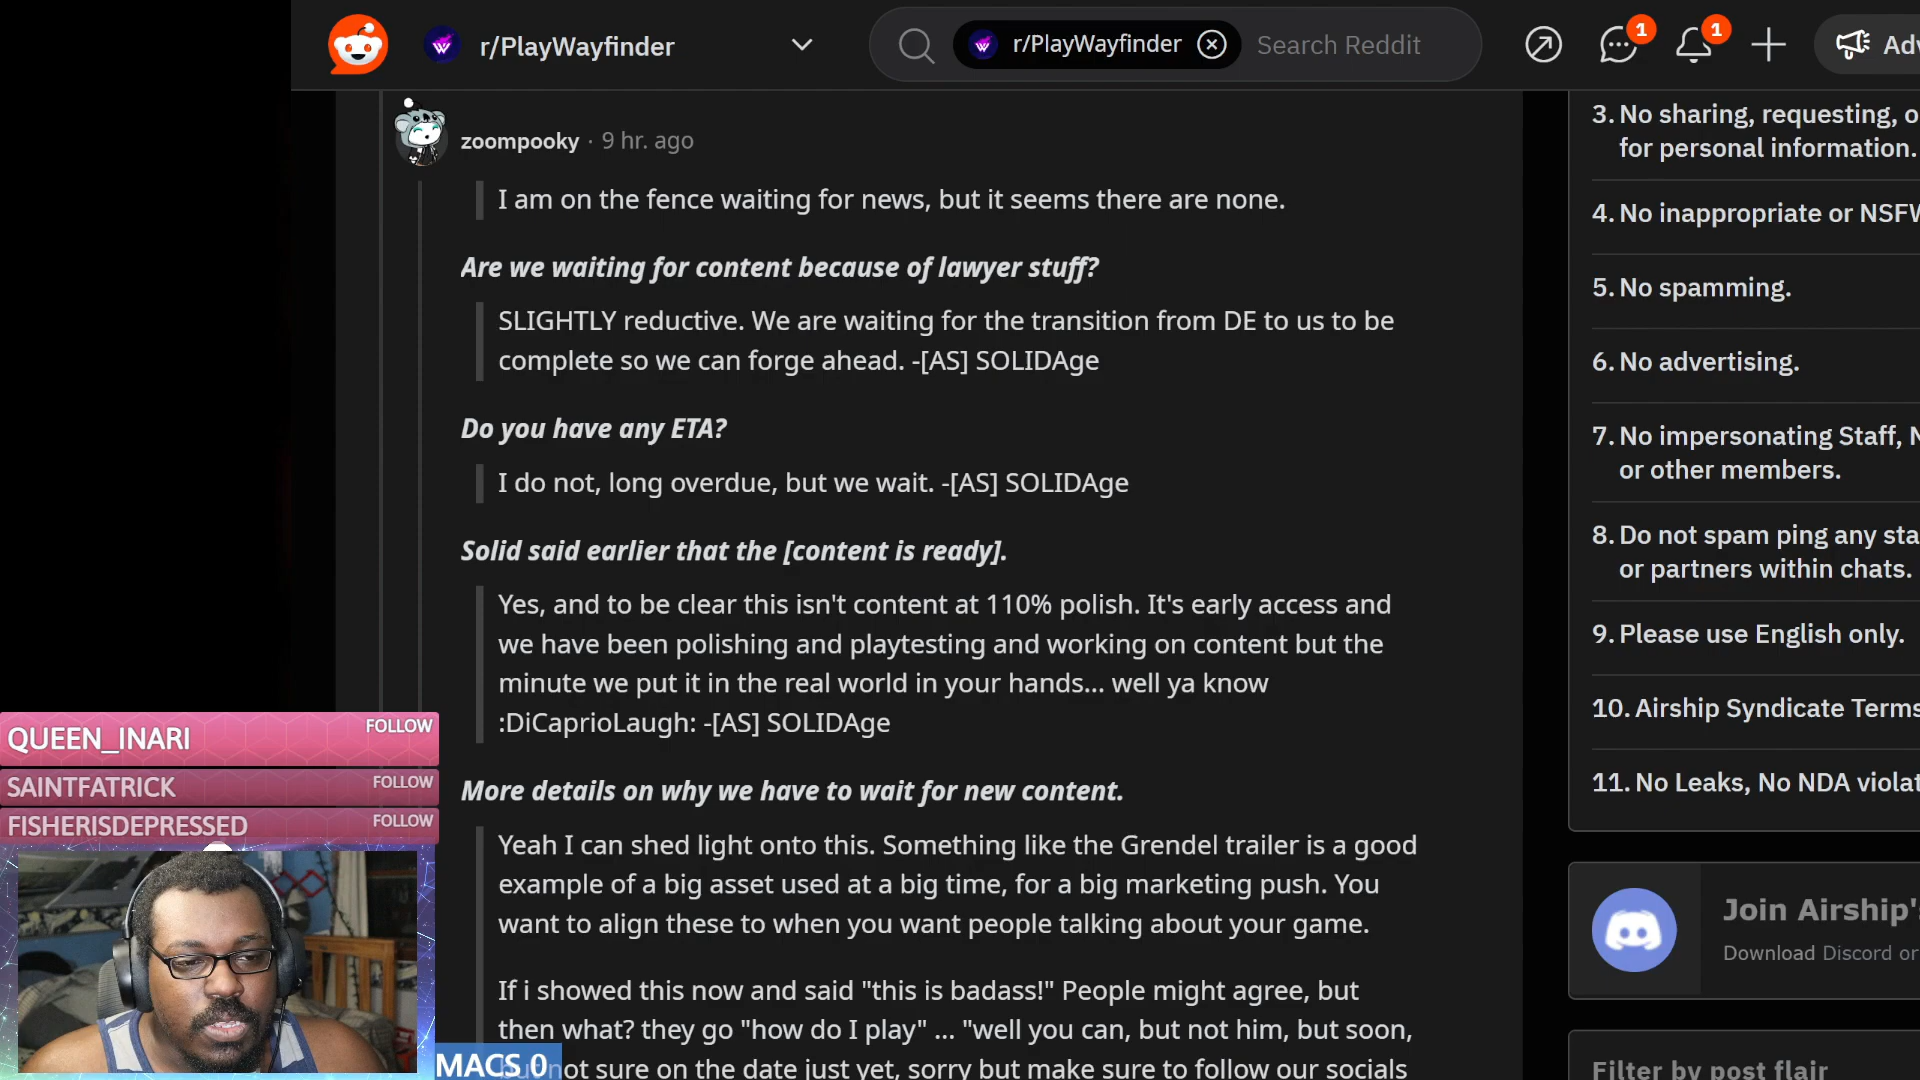 r/PlayWayfinder
r/PlayWayfinder
Search Reddit
1
1
zoompooky · 9 hr. ago
I am on the fence waiting for news, but it seems there are none.
Are we waiting for content because of lawyer stuff?
SLIGHTLY reductive. We are waiting for the transition from DE to us to be
complete so we can forge ahead. -[AS] SOLIDAge
Do you have any ETA?
I do not, long overdue, but we wait. -[AS] SOLIDAge
Solid said earlier that the [content is ready].
Yes, and to be clear this isn't content at 110% polish. It's early access and
we have been polishing and playtesting and working on content but the
minute we put it in the real world in your hands... well ya know
:DiCaprioLaugh: -[AS] SOLIDAge
More details on why we have to wait for new content.
Yeah I can shed light onto this. Something like the Grendel trailer is a good
example of a big asset used at a big time, for a big marketing push. You
want to align these to when you want people talking about your game.
If i showed this now and said "this is badass!" People might agree, but
then what? they go "how do I play" ... "well you can, but not him, but soon,
but not sure on the date just yet, sorry but make sure to follow our socials
3. No sharing, requesting, o
for personal information.
4. No inappropriate or NSFW
5. No spamming.
6. No advertising.
7. No impersonating Staff,
or other members.
8. Do not spam ping any sta
or partners within chats.
9. Please use English only.
10. Airship Syndicate Terms
11. No Leaks, No NDA violat
Join Airship's
Download Discord or
Filter by post flair
QUEEN_INARI FOLLOW
SAINTFATRICK FOLLOW
FISHERISDEPRESSED FOLLOW
MACS 0